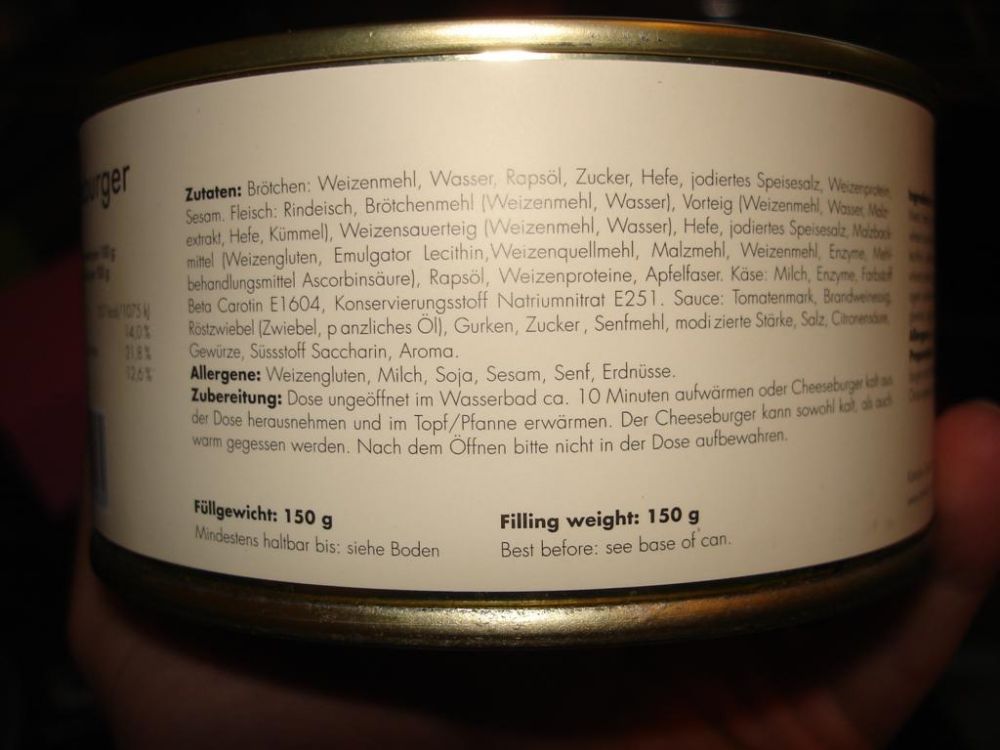 burger
Zutaten: Brötchen: Weizenmehl, Wasser, Rapsöl, Zucker, Hefe, jodiertes Speisesalz, Weizenprotein,
Sesam. Fleisch: Rindeisch, Brötchenmehl (Weizenmehl, Wasser), Vorteig (Weizenmehl, Wasser, Malz-
extrakt, Hefe, Kümmel), Weizensauerteig (Weizenmehl, Wasser), Hefe, jodiertes Speisesalz, Malzback-
mittel (Weizengluten, Emulgator Lecithin,Weizenquellmehl, Malzmehl, Weizenmehl, Enzyme, Mehl-
behandlungsmittel Ascorbinsäure), Rapsöl, Weizenproteine, Apfelfaser. Käse: Milch, Enzyme, Farbstoff
Beta Carotin E1604, Konservierungsstoff Natriumnitrat E251. Sauce: Tomatenmark, Brandweinessig,
Röstzwiebel (Zwiebel, p anzliches Öl), Gurken, Zucker , Senfmehl, modi zierte Stärke, Salz, Citronensäure,
Gewürze, Süssstoff Saccharin, Aroma.
Allergene: Weizengluten, Milch, Soja, Sesam, Senf, Erdnüsse.
Zubereitung: Dose ungeöffnet im Wasserbad ca. 10 Minuten aufwärmen oder Cheeseburger kalt aus
der Dose herausnehmen und im Topf/Pfanne erwärmen. Der Cheeseburger kann sowohl kalt, als auch
warm gegessen werden. Nach dem Öffnen bitte nicht in der Dose aufbewahren.
Füllgewicht: 150 g
Mindestens haltbar bis: siehe Boden
Filling weight: 150 g
Best before: see base of can.
/1075 kJ
14,0%
21,8%
12,6%